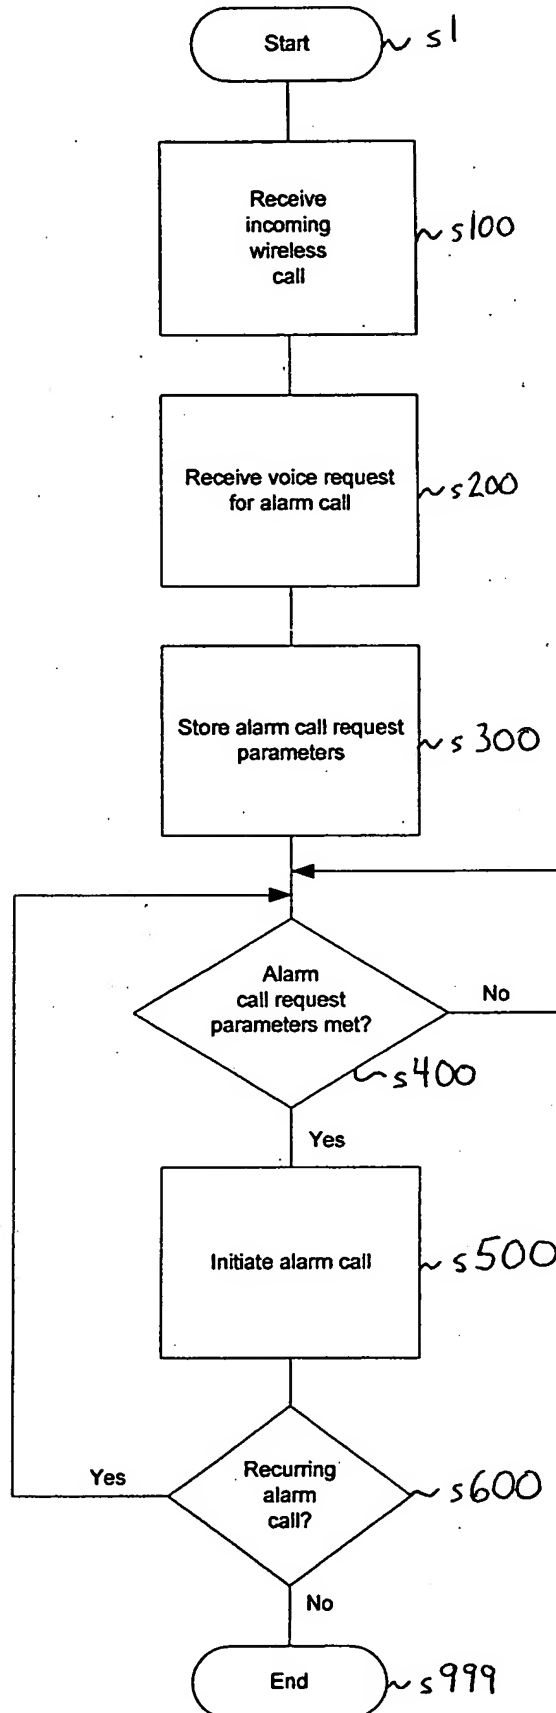 Start
s1
Receive
incoming
wireless
call
s100
Receive voice request
for alarm call
s200
Store alarm call request
parameters
s300
Alarm
call request
parameters met?
No
s400
Yes
Initiate alarm call
s500
Yes
Recurring
alarm
call?
s600
No
End
s999